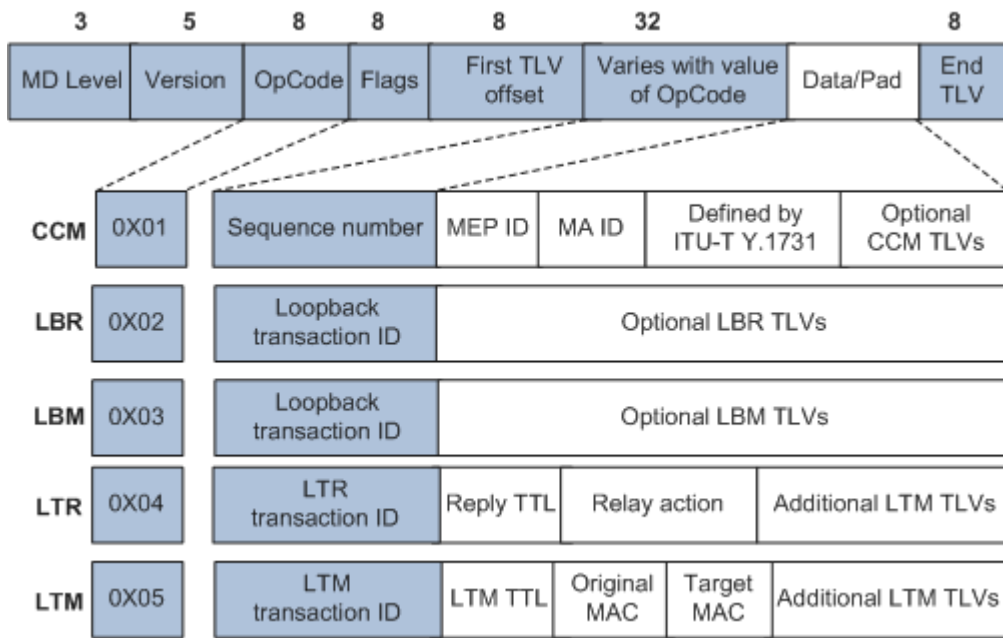 3 5 8 8 8 32 8
MD Level Version OpCode Flags First TLV offset Varies with value of OpCode Data/Pad End TLV
CCM 0X01 Sequence number MEP ID MA ID Defined by ITU-T Y.1731 Optional CCM TLVs
LBR 0X02 Loopback transaction ID Optional LBR TLVs
LBM 0X03 Loopback transaction ID Optional LBM TLVs
LTR 0X04 LTR transaction ID Reply TTL Relay action Additional LTM TLVs
LTM 0X05 LTM transaction ID LTM TTL Original MAC Target MAC Additional LTM TLVs